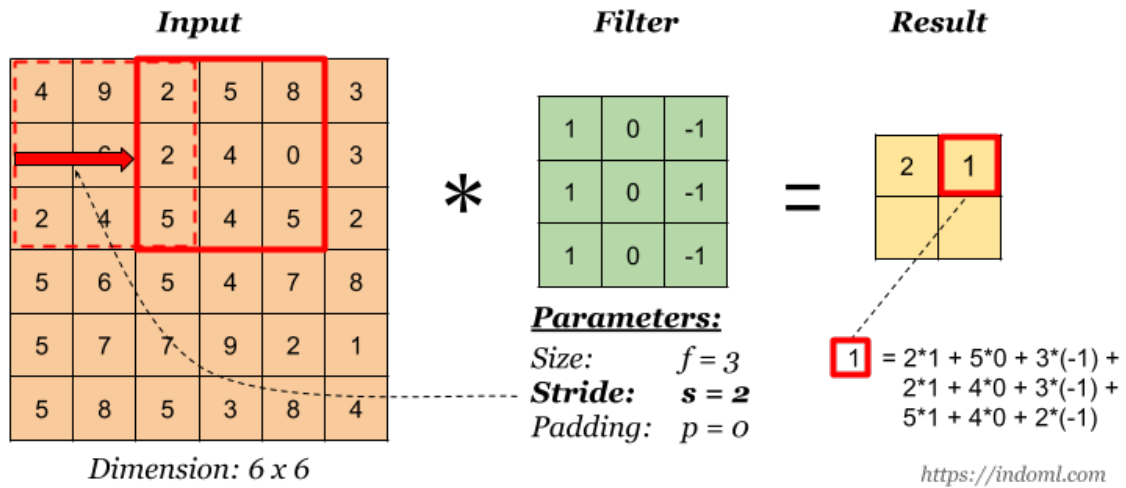 Input Filter Result
4 9 2 5 8 3
2 4 0 3
2 4 5 4 5 2
5 6 5 4 7 8
5 7 7 9 2 1
5 8 5 3 8 4
Dimension: 6 x 6
*
1 0 -1
1 0 -1
1 0 -1
Parameters:
Size: f = 3
Stride: s = 2
Padding: p = 0
=
2 1
1 = 2*1 + 5*0 + 3*(-1) +
2*1 + 4*0 + 3*(-1) +
5*1 + 4*0 + 2*(-1)
https://indoml.com